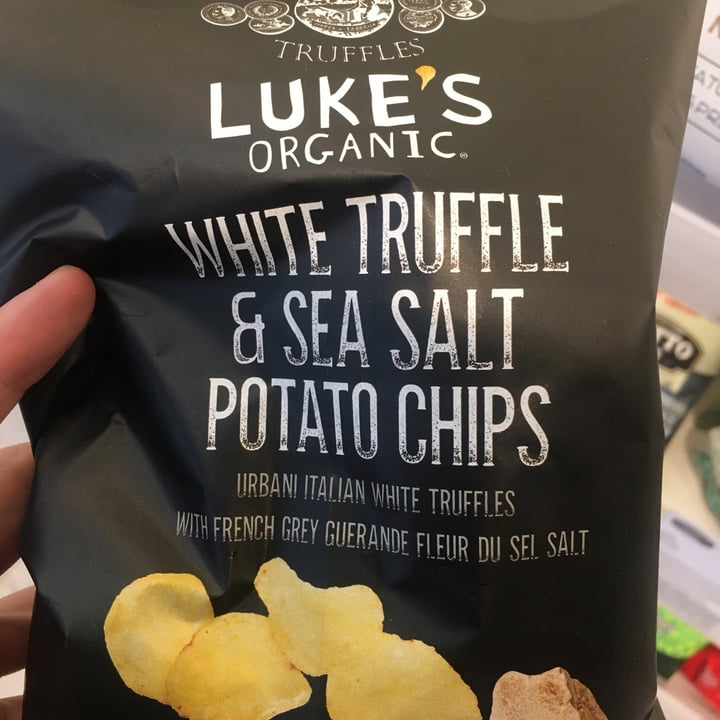 TRUFFLES
LUKE'S
ORGANIC®
WHITE TRUFFLE
& SEA SALT
POTATO CHIPS
URBANI ITALIAN WHITE TRUFFLES
WITH FRENCH GREY GUERANDE FLEUR DU SEL SALT